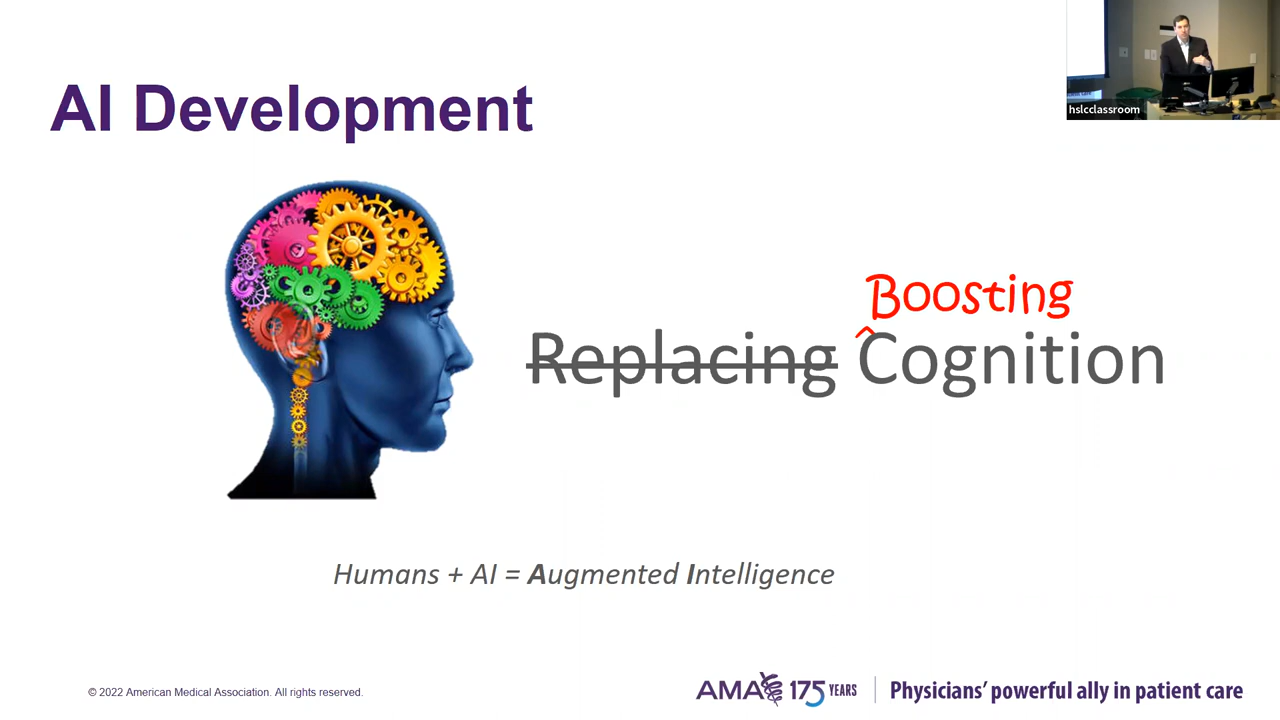 AI Development
hslcclassroom
Boosting
Replacing Cognition
Humans + AI = Augmented Intelligence
© 2022 American Medical Association. All rights reserved.
AMA 175 YEARS
Physicians' powerful ally in patient care